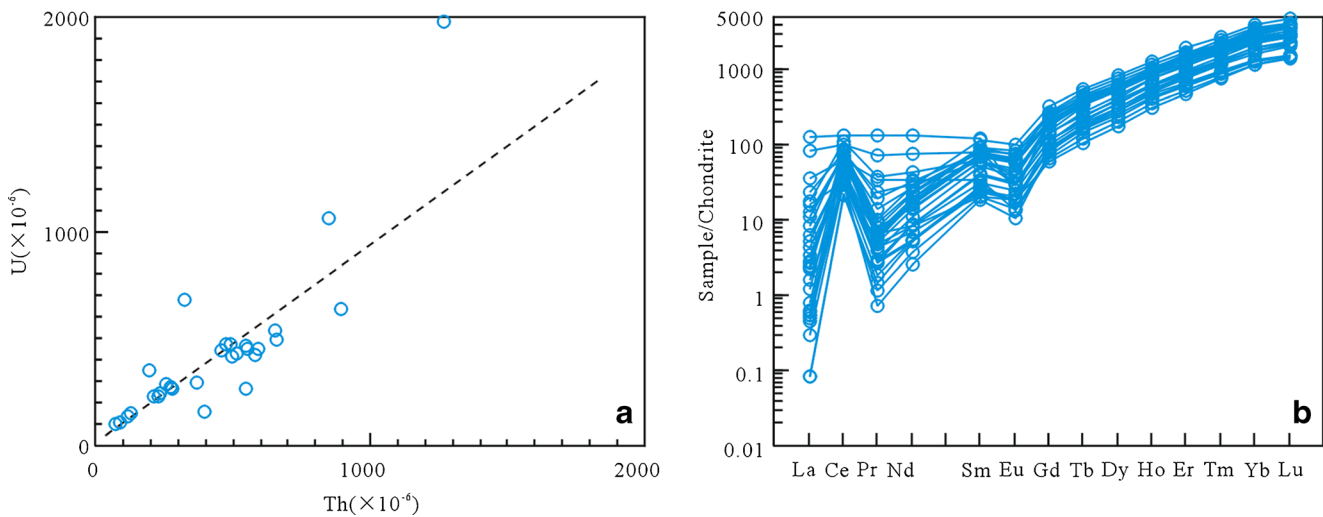 2000
1000
0
U(×10⁻⁶)
0
1000
2000
Th(×10⁻⁶)
a
5000
1000
100
10
1
0.1
0.01
Sample/Chondrite
La Ce Pr Nd Sm Eu Gd Tb Dy Ho Er Tm Yb Lu
b